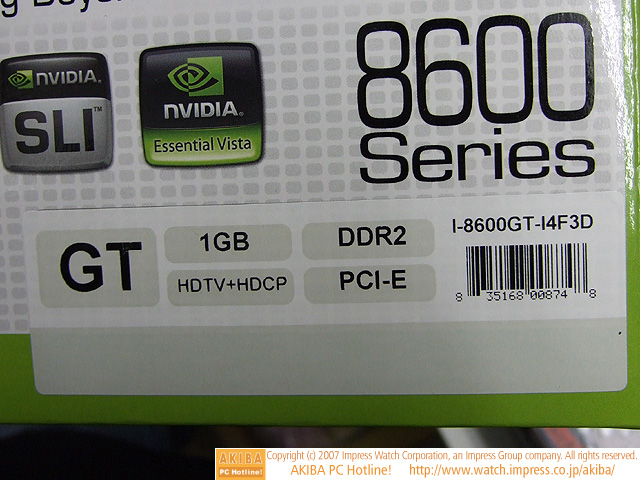 NVIDIA.
SLI™
NVIDIA.
Essential Vista
8600
Series
GT
1GB
DDR2
HDTV+HDCP
PCI-E
I-8600GT-I4F3D
8 35168 00874 8
AKIBA
PC Hotline!
Copyright (c) 2007 Impress Watch Corporation, an Impress Group company. All rights reserved.
AKIBA PC Hotline! http://www.watch.impress.co.jp/akiba/